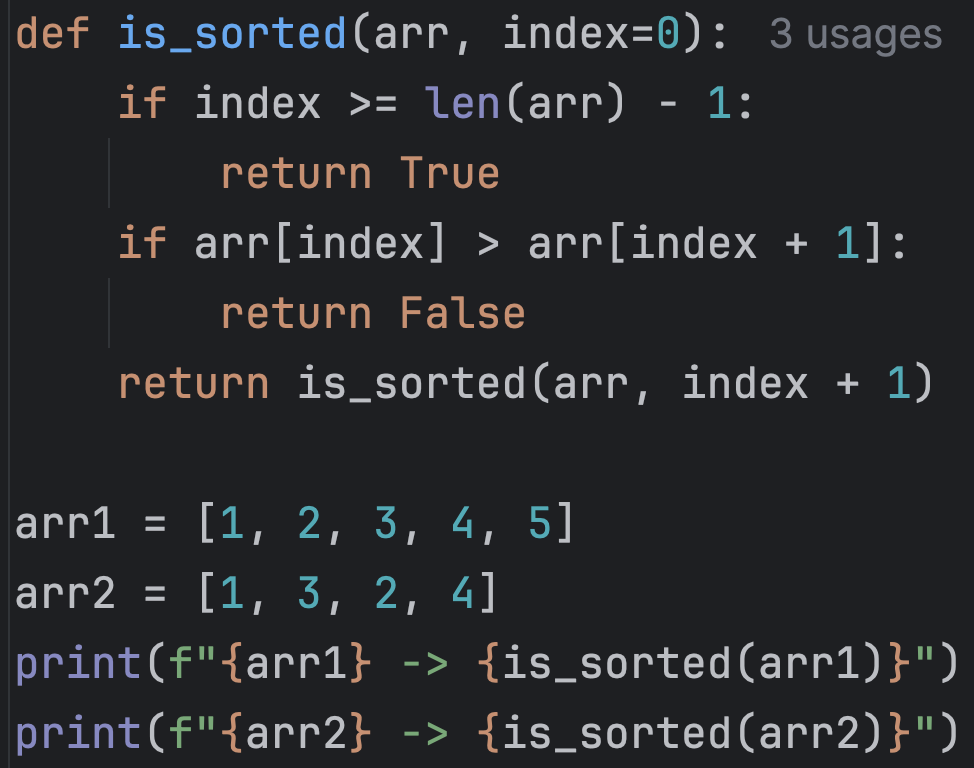 def is_sorted(arr, index=0): 3 usages
    if index >= len(arr) - 1:
        return True
    if arr[index] > arr[index + 1]:
        return False
    return is_sorted(arr, index + 1)

arr1 = [1, 2, 3, 4, 5]
arr2 = [1, 3, 2, 4]
print(f"{arr1} -> {is_sorted(arr1)}")
print(f"{arr2} -> {is_sorted(arr2)}")